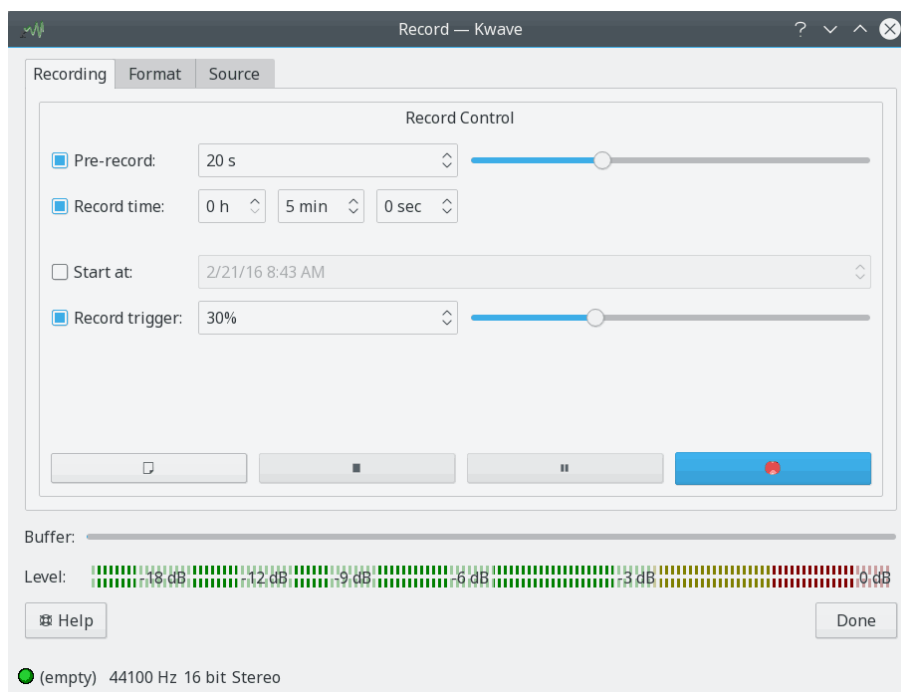 Record — Kwave
Recording Format Source
Record Control
Pre-record: 20 s
Record time: 0 h 5 min 0 sec
Start at: 2/21/16 8:43 AM
Record trigger: 30%
Buffer:
Level: -18 dB -12 dB -9 dB -6 dB -3 dB 0 dB
Help Done
(empty) 44100 Hz 16 bit Stereo